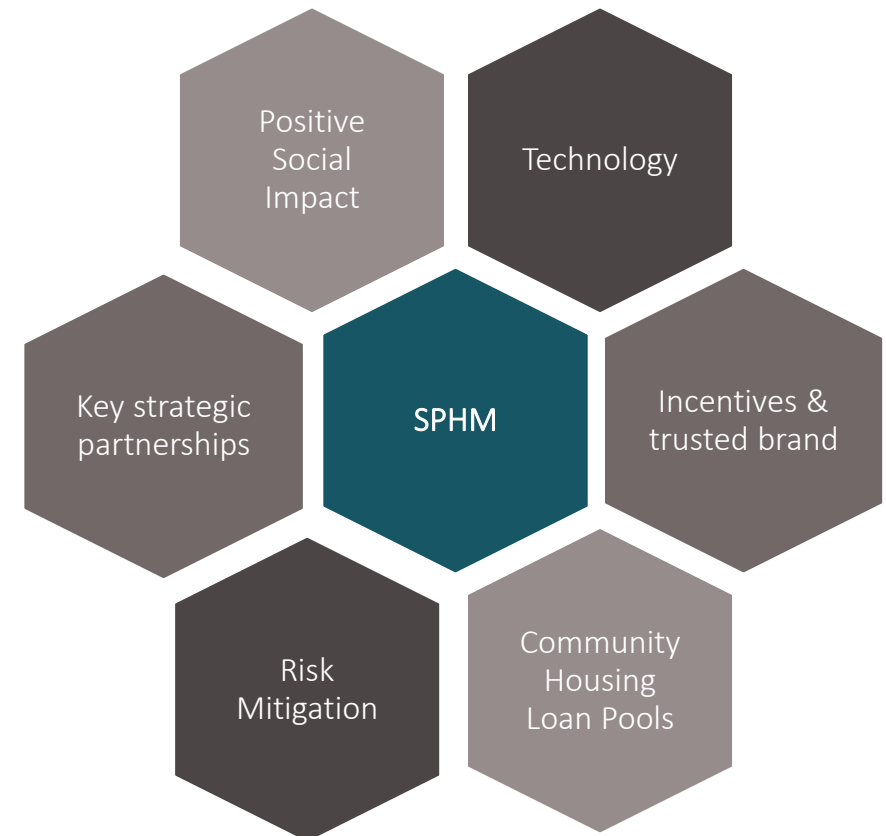 Positive
Social
Impact
Technology
Key strategic
partnerships
SPHM
Incentives &
trusted brand
Risk
Mitigation
Community
Housing
Loan Pools